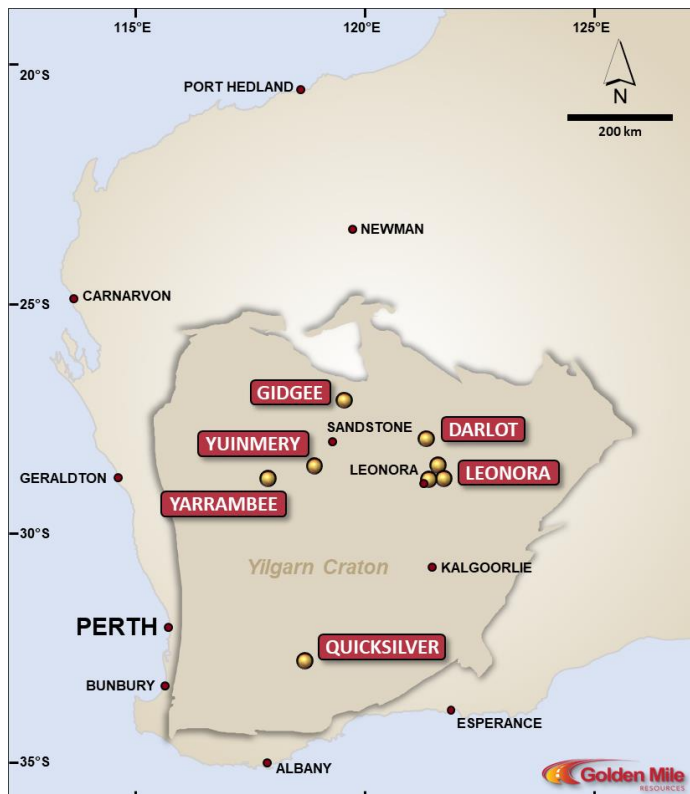 115°E
120°E
125°E
20°S
PORT HEDLAND
N
200 km
NEWMAN
CARNARVON
25°S
GIDGEE
SANDSTONE
DARLOT
YUINMERY
LEONORA
LEONORA
GERALDTON
YARRAMBEE
30°S
Yilgarn Craton
KALGOORLIE
PERTH
QUICKSILVER
BUNBURY
ESPERANCE
35°S
ALBANY
Golden Mile
RESOURCES